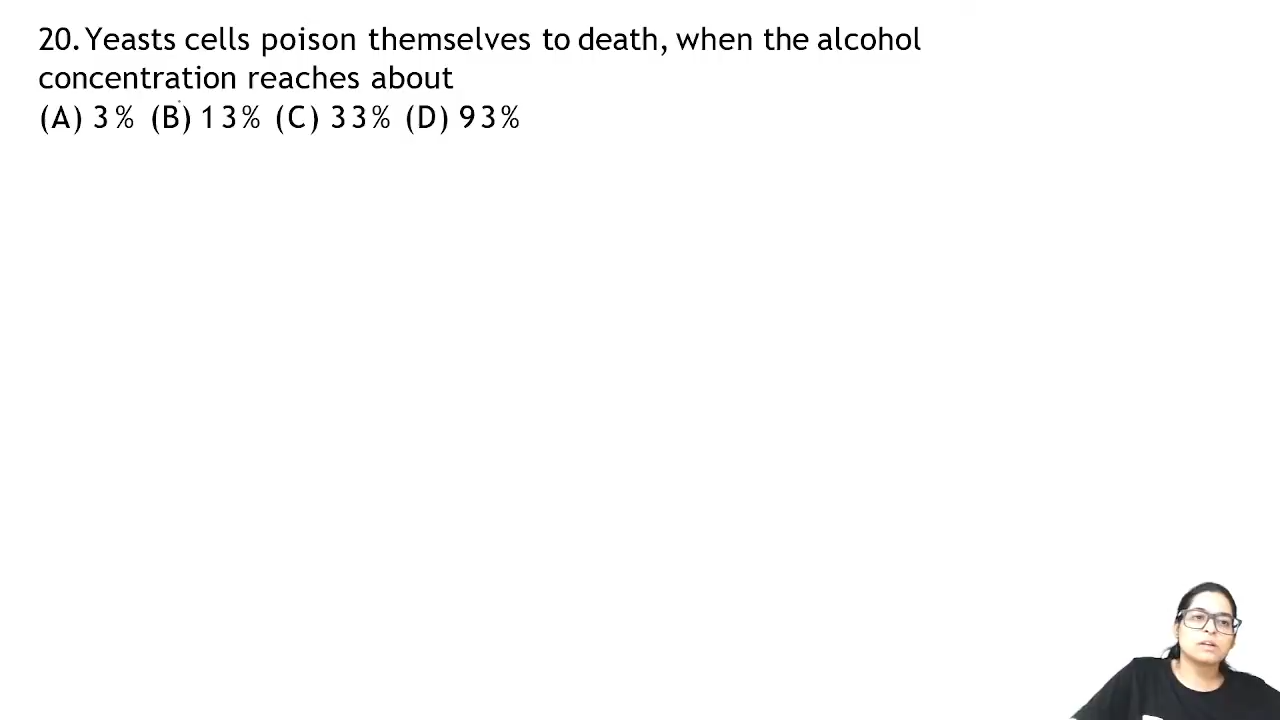 20. Yeasts cells poison themselves to death, when the alcohol
concentration reaches about
(A) 3% (B) 13% (C) 33% (D) 93%